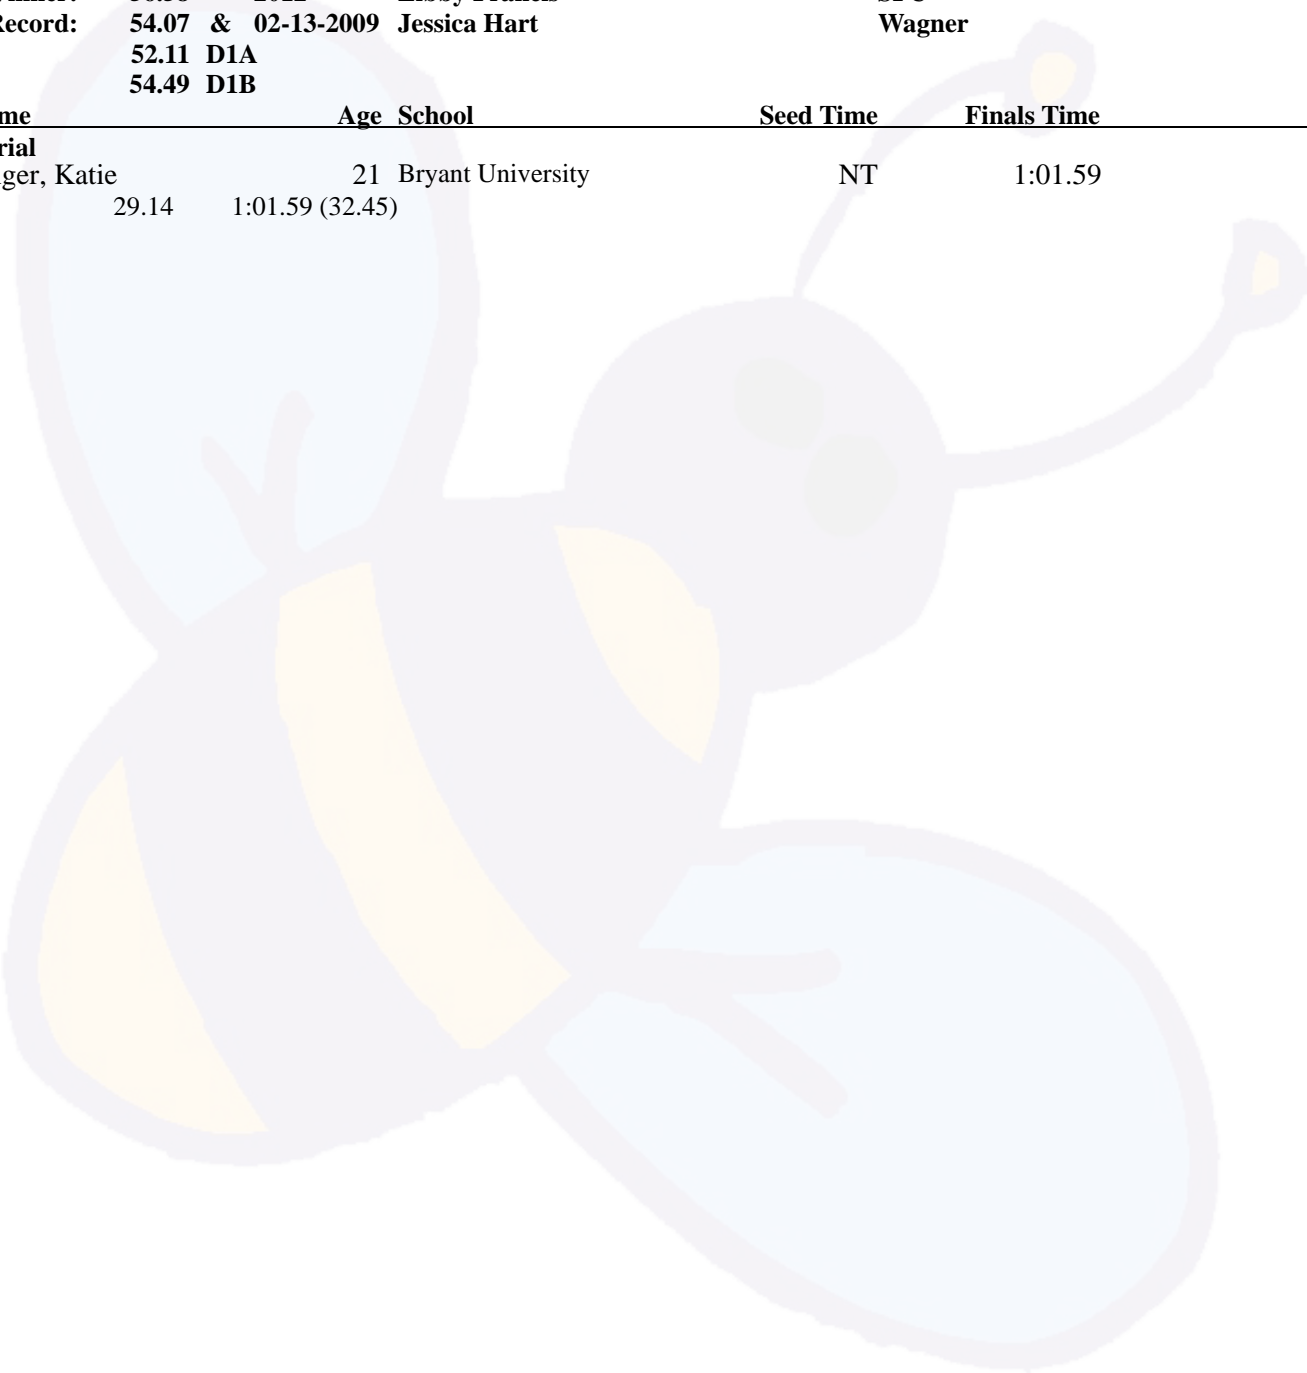 Record: 54.07 & 02-13-2009 Jessica Hart Wagner
52.11 D1A
54.49 D1B
Age School Seed Time Finals Time
Katie 21 Bryant University NT 1:01.59
29.14 1:01.59 (32.45)